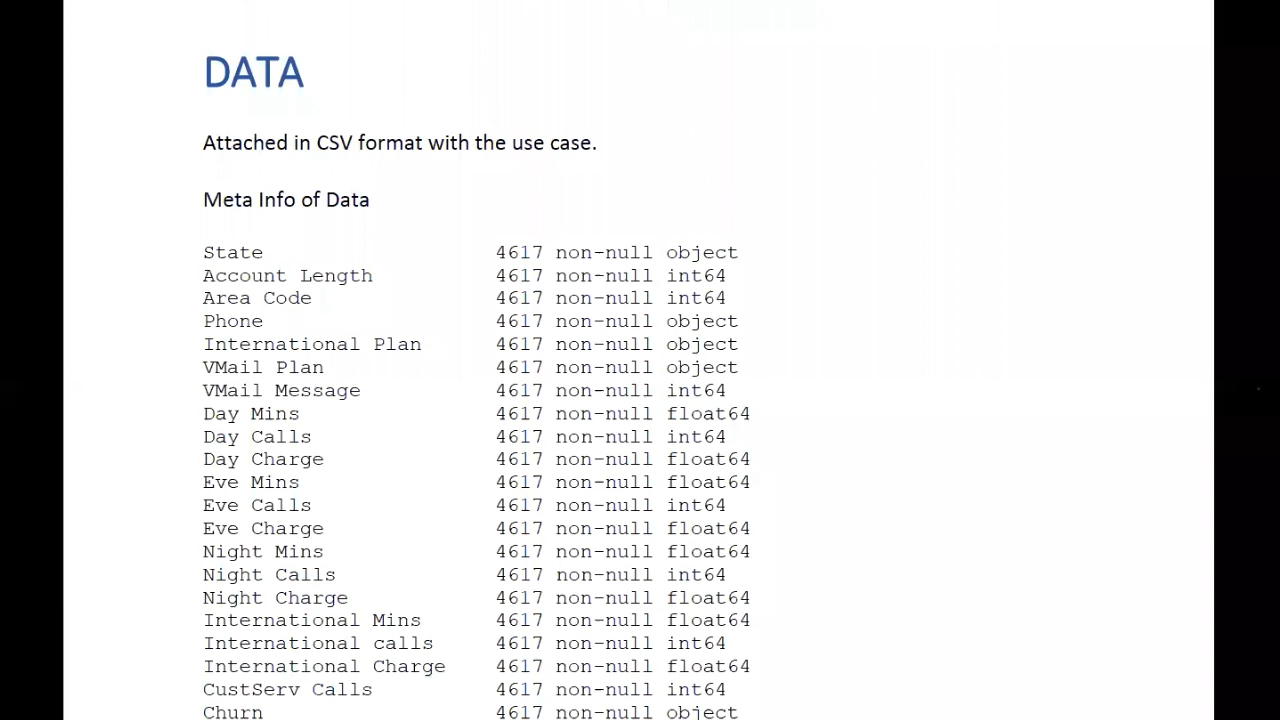 DATA
Attached in CSV format with the use case.
Meta Info of Data
State 4617 non-null object
Account Length 4617 non-null int64
Area Code 4617 non-null int64
Phone 4617 non-null object
International Plan 4617 non-null object
VMail Plan 4617 non-null object
VMail Message 4617 non-null int64
Day Mins 4617 non-null float64
Day Calls 4617 non-null int64
Day Charge 4617 non-null float64
Eve Mins 4617 non-null float64
Eve Calls 4617 non-null int64
Eve Charge 4617 non-null float64
Night Mins 4617 non-null float64
Night Calls 4617 non-null int64
Night Charge 4617 non-null float64
International Mins 4617 non-null float64
International calls 4617 non-null int64
International Charge 4617 non-null float64
CustServ Calls 4617 non-null int64
Churn 4617 non-null object